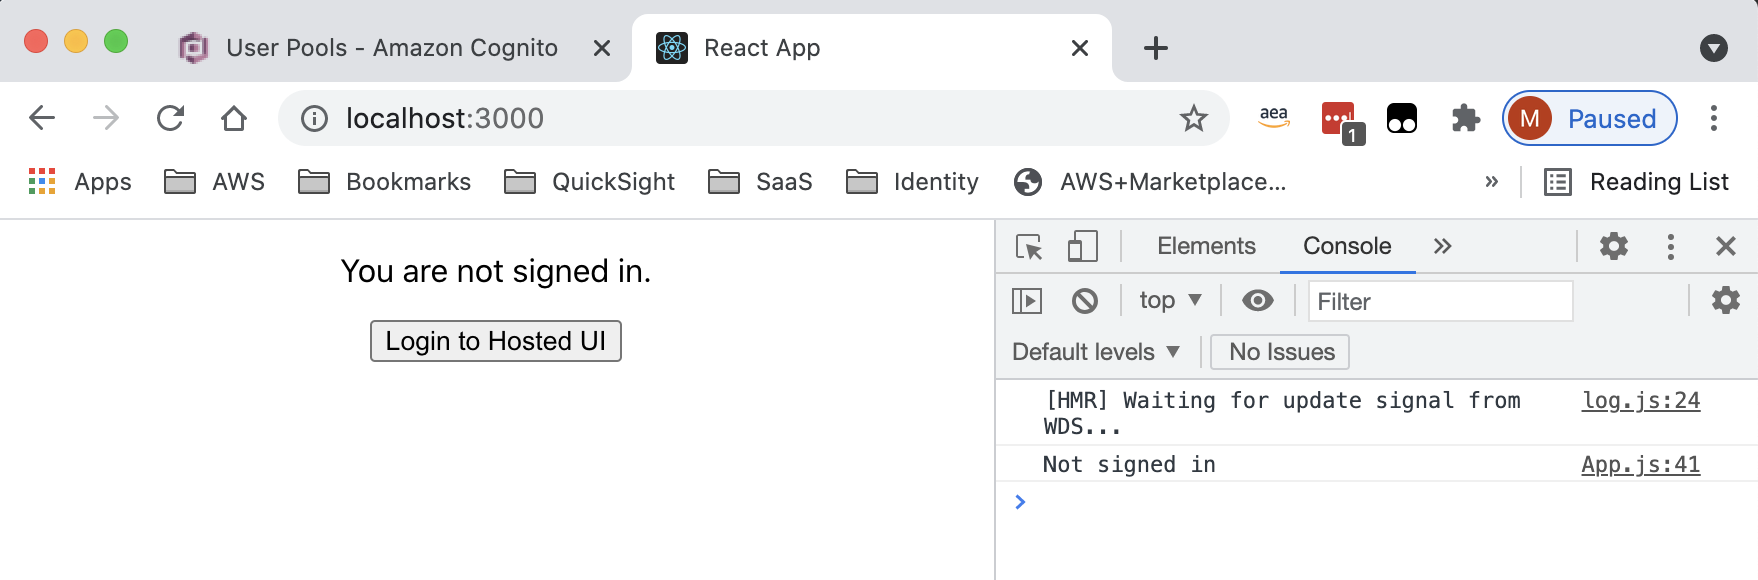 User Pools - Amazon Cognito
React App
localhost:3000
aea
1
M
Paused
Apps
AWS
Bookmarks
QuickSight
SaaS
Identity
AWS+Marketplace...
»
Reading List
You are not signed in.
Login to Hosted UI
Elements
Console
»
top
Filter
Default levels
No Issues
[HMR] Waiting for update signal from log.js:24
WDS...
Not signed in App.js:41